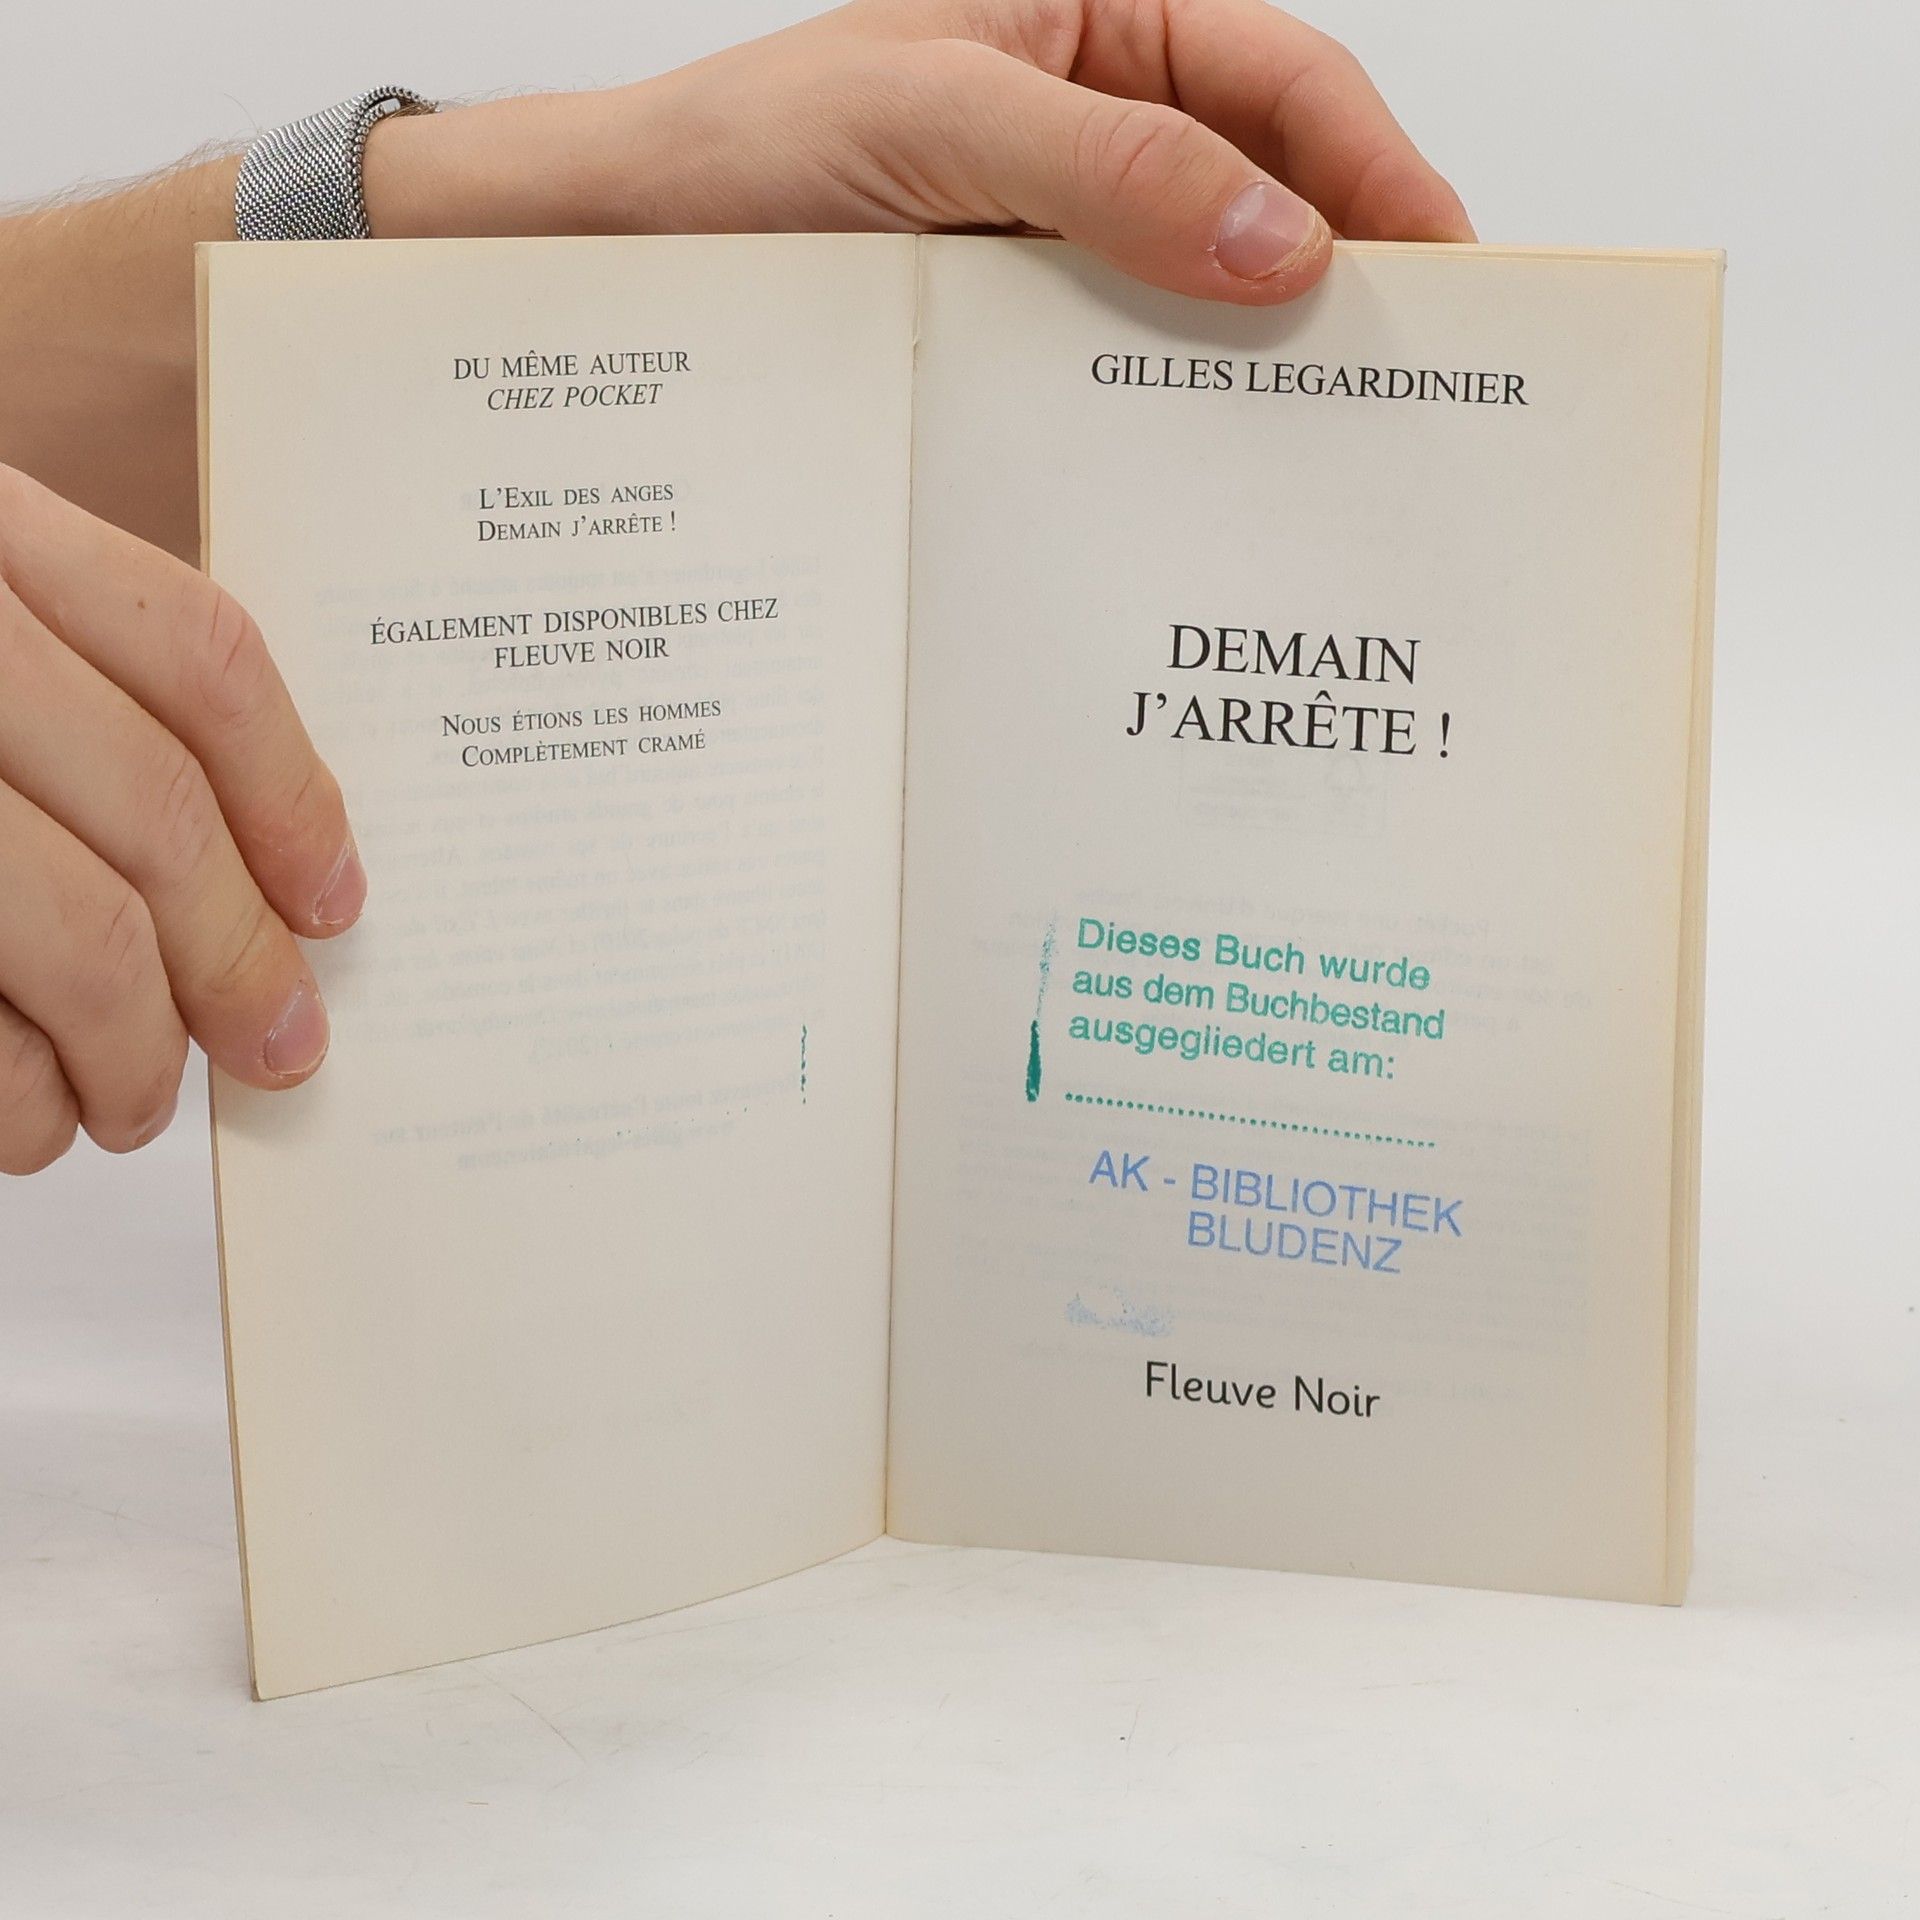 DU MÊME AUTEUR
CHEZ POCKET
L'EXIL DES ANGES
DEMAIN J'ARRÊTE !
ÉGALEMENT DISPONIBLES CHEZ
FLEUVE NOIR
NOUS ÉTIONS LES HOMMES
COMPLÈTEMENT CRAMÉ
GILLES LEGARDINIER
DEMAIN
J'ARRÊTE !
Dieses Buch wurde
aus dem Buchbestand
ausgegliedert am:
AK - BIBLIOTHEK
BLUDENZ
Fleuve Noir